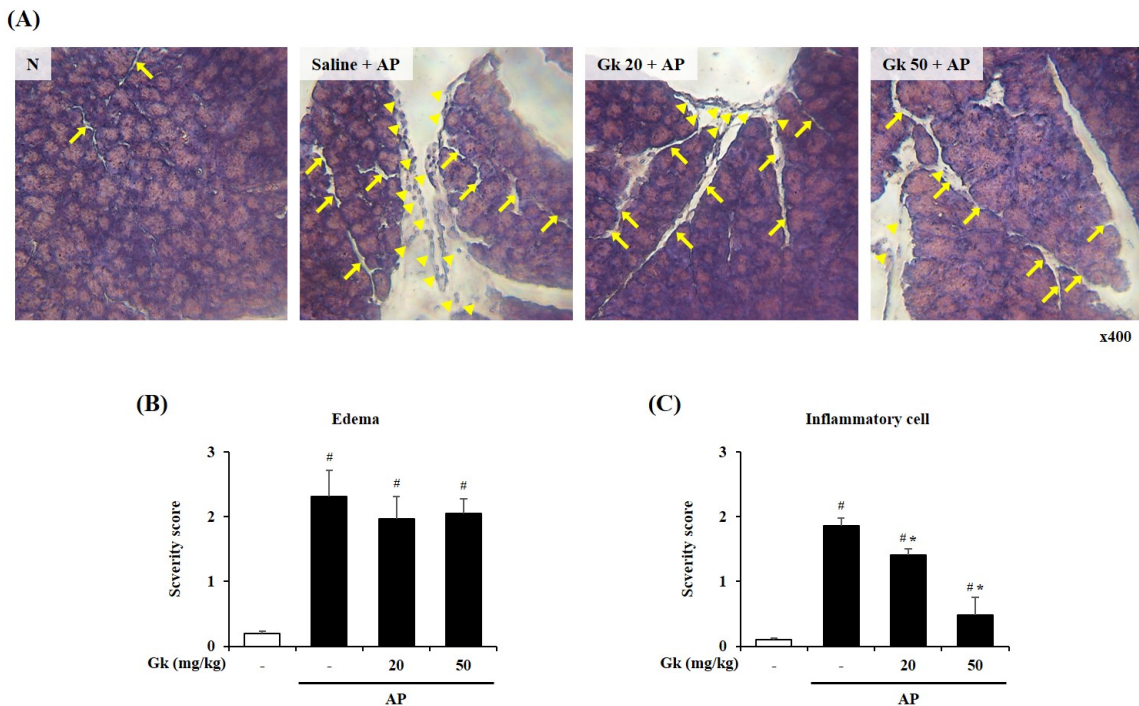 (A)
N
Saline + AP
Gk 20 + AP
Gk 50 + AP
x400
(B)
Edema
Scverity score
3
2
1
0
#
#
#
Gk (mg/kg)
-
-
20
50
AP
(C)
Inflammatory cell
Scverity score
3
2
1
0
#
# *
# *
Gk (mg/kg)
-
-
20
50
AP